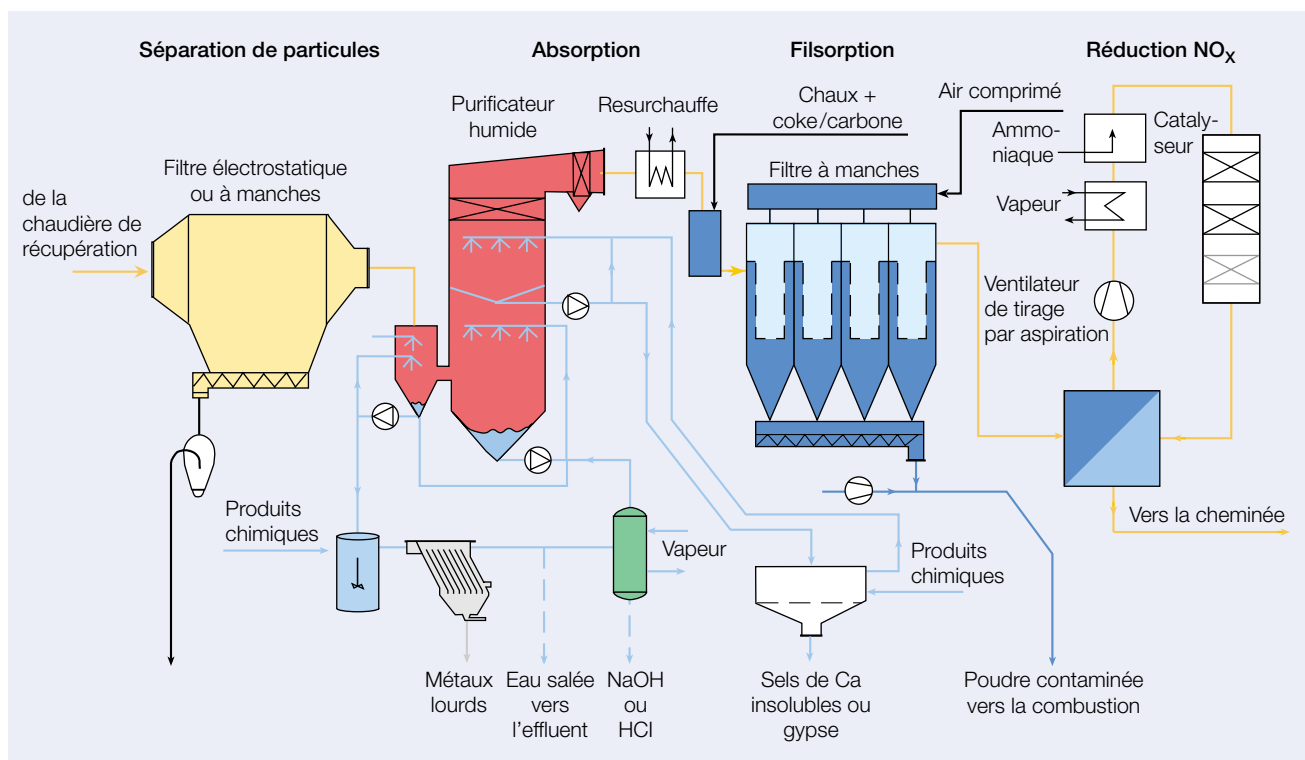 Séparation de particules
Absorption
Filsorption
Réduction NOX
Purificateur
humide
Resurchauffe
Chaux +
coke/carbone
Air comprimé
Ammo-
niaque
Cataly-
seur
Filtre électrostatique
ou à manches
Filtre à manches
de la
chaudière de
récupération
Vapeur
Ventilateur
de tirage
par aspiration
Produits
chimiques
Vapeur
Produits
chimiques
Vers la cheminée
Métaux
lourds
Eau salée
vers
l'effluent
NaOH
ou
HCl
Sels de Ca
insolubles ou
gypse
Poudre contaminée
vers la combustion